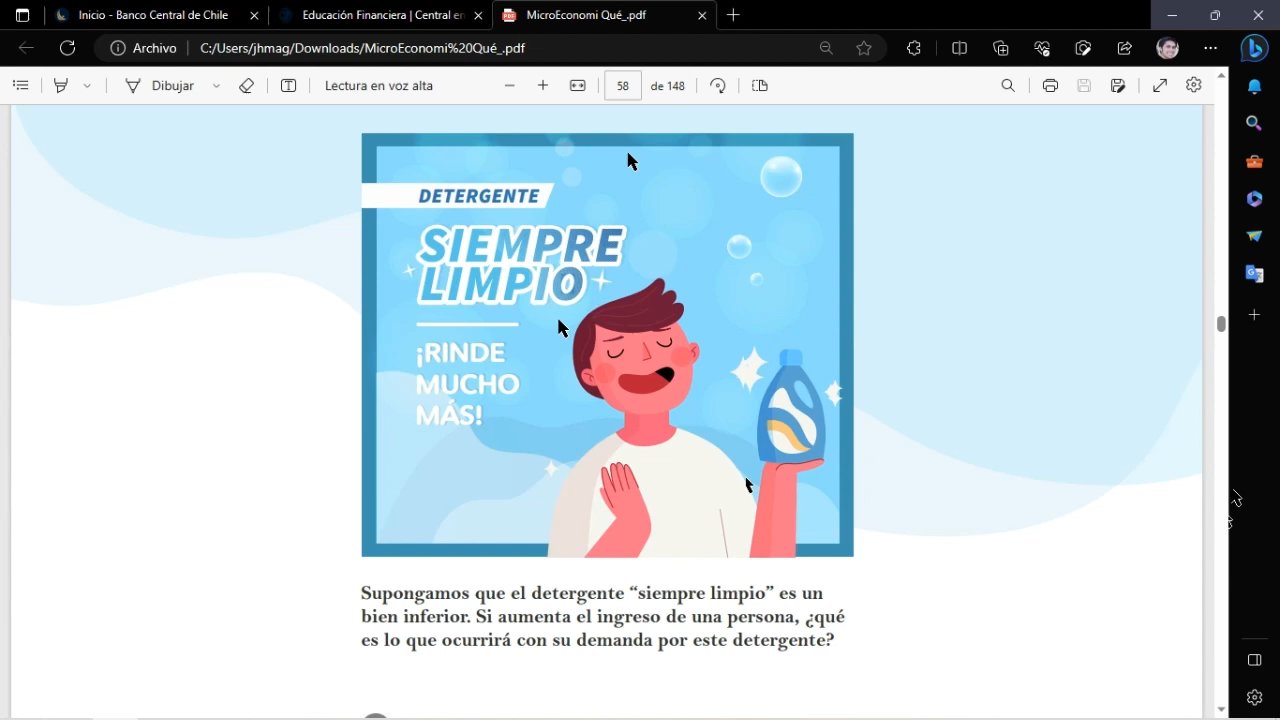 Inicio - Banco Central de Chile
Educación Financiera | Central en
MicroEconomi Qué_.pdf
Archivo
C:/Users/jhmag/Downloads/MicroEconomi%20Qué_.pdf
Dibujar
Lectura en voz alta
58
de 148
DETERGENTE
SIEMPRE
LIMPIO
¡RINDE
MUCHO
MÁS!
Supongamos que el detergente “siempre limpio” es un
bien inferior. Si aumenta el ingreso de una persona, ¿qué
es lo que ocurrirá con su demanda por este detergente?